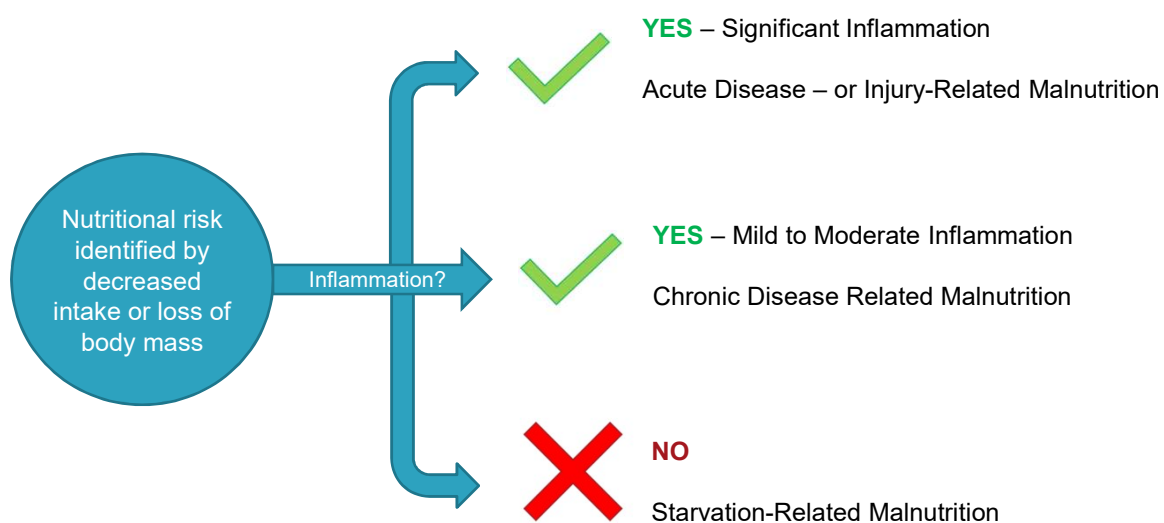 YES – Significant Inflammation
Acute Disease – or Injury-Related Malnutrition
Nutritional risk
identified by
decreased
intake or loss of
body mass
Inflammation?
YES – Mild to Moderate Inflammation
Chronic Disease Related Malnutrition
NO
Starvation-Related Malnutrition